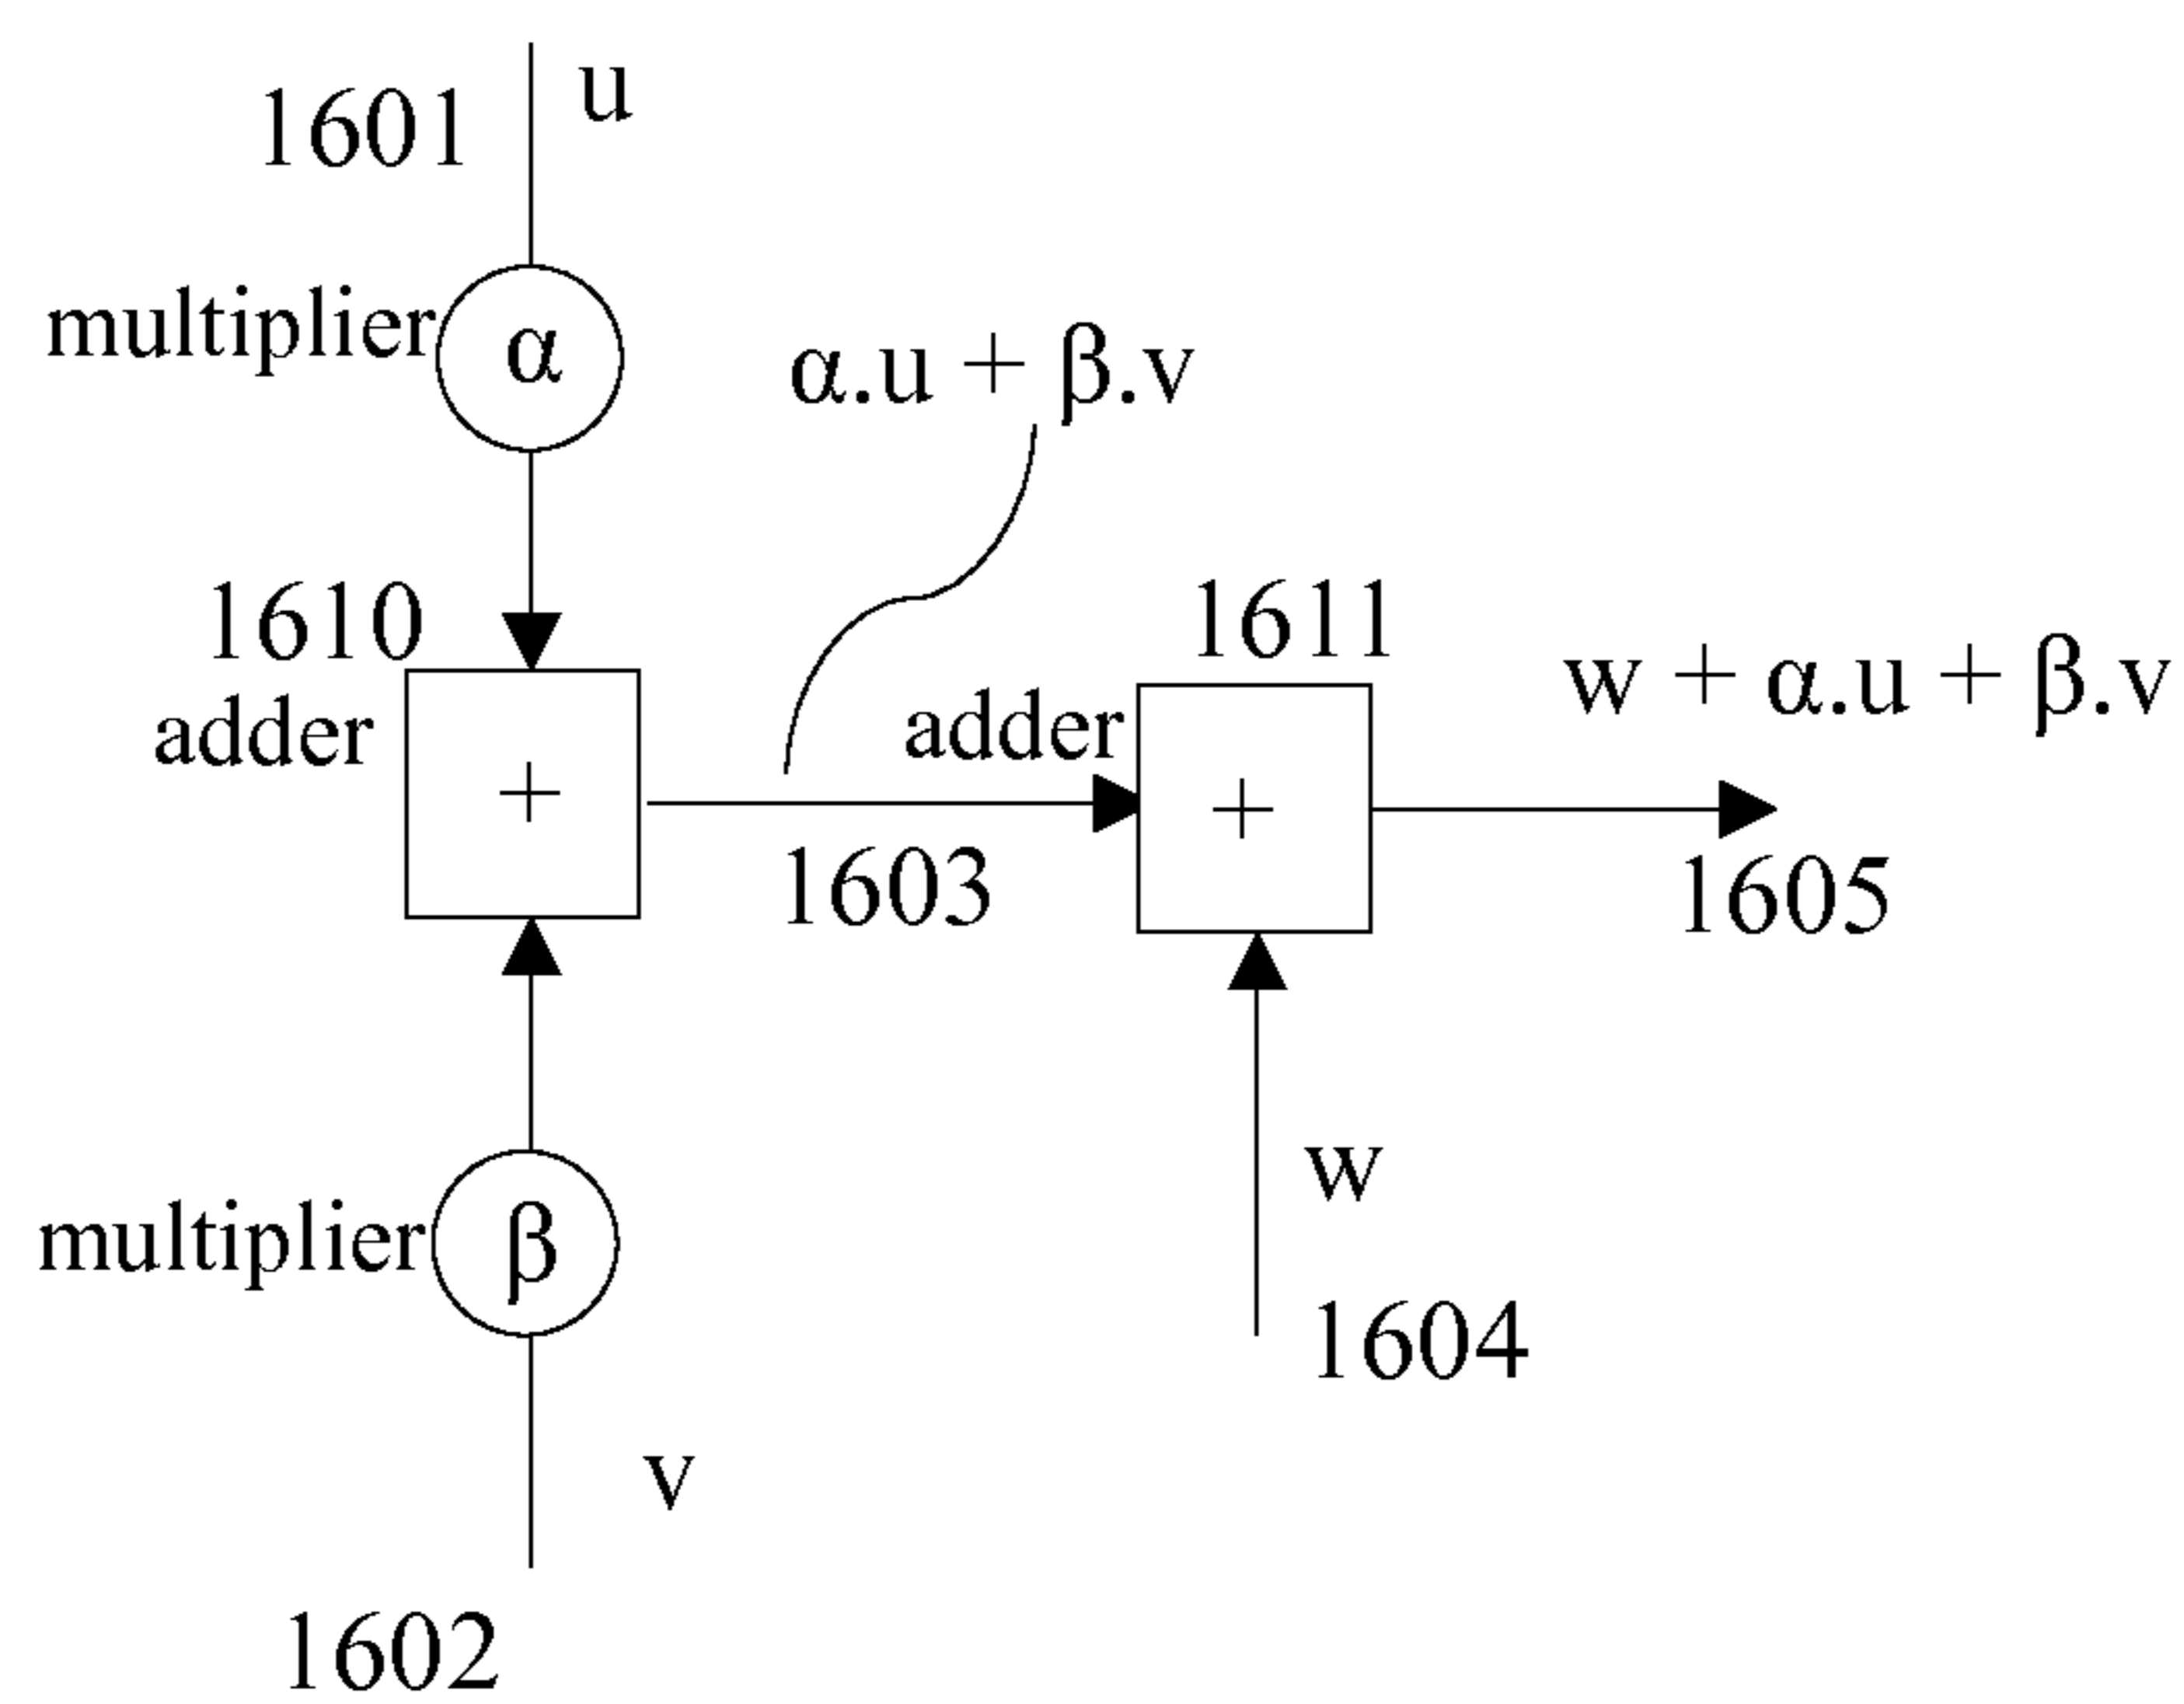 u
1601
multiplier
α
α.u + β.v
1610
adder
+
1611
adder
+
w + α.u + β.v
1603
1605
w
multiplier
β
1604
v
1602